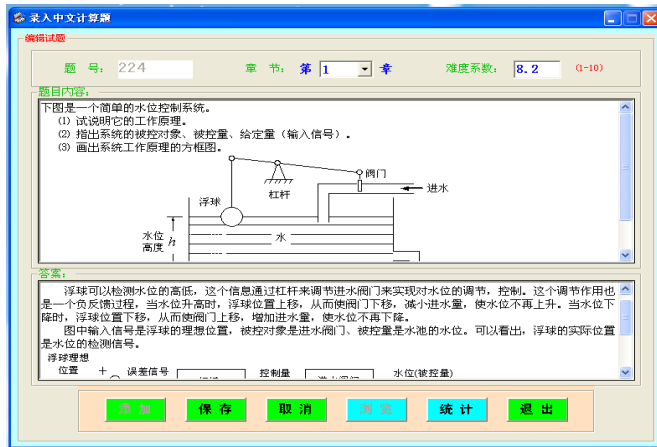 录入中文计算题
编辑试题
题 号: 224 章 节: 第 1 章 难度系数: 8.2 (1-10)
题目内容:
下图是一个简单的水位控制系统。
(1) 试说明它的工作原理。
(2) 指出系统的被控对象、被控量、给定量（输入信号）。
(3) 画出系统工作原理的方框图。
阀门
杠杆
进水
浮球
水位
高度 h
水
答案:
浮球可以检测水位的高低，这个信息通过杠杆来调节进水阀门来实现对水位的调节，控制。这个调节作用也
是一个负反馈过程，当水位升高时，浮球位置上移，从而使阀门下移，减小进水量，使水位不再上升。当水位下
降时，浮球位置下移，从而使阀门上移，增加进水量，使水位不再下降。
图中输入信号是浮球的理想位置，被控对象是进水阀门、被控量是水池的水位。可以看出，浮球的实际位置
是水位的检测信号。
浮球理想
位置 + 误差信号 控制量 水位(被控量)
添 加 保 存 取 消 浏 览 统 计 退 出